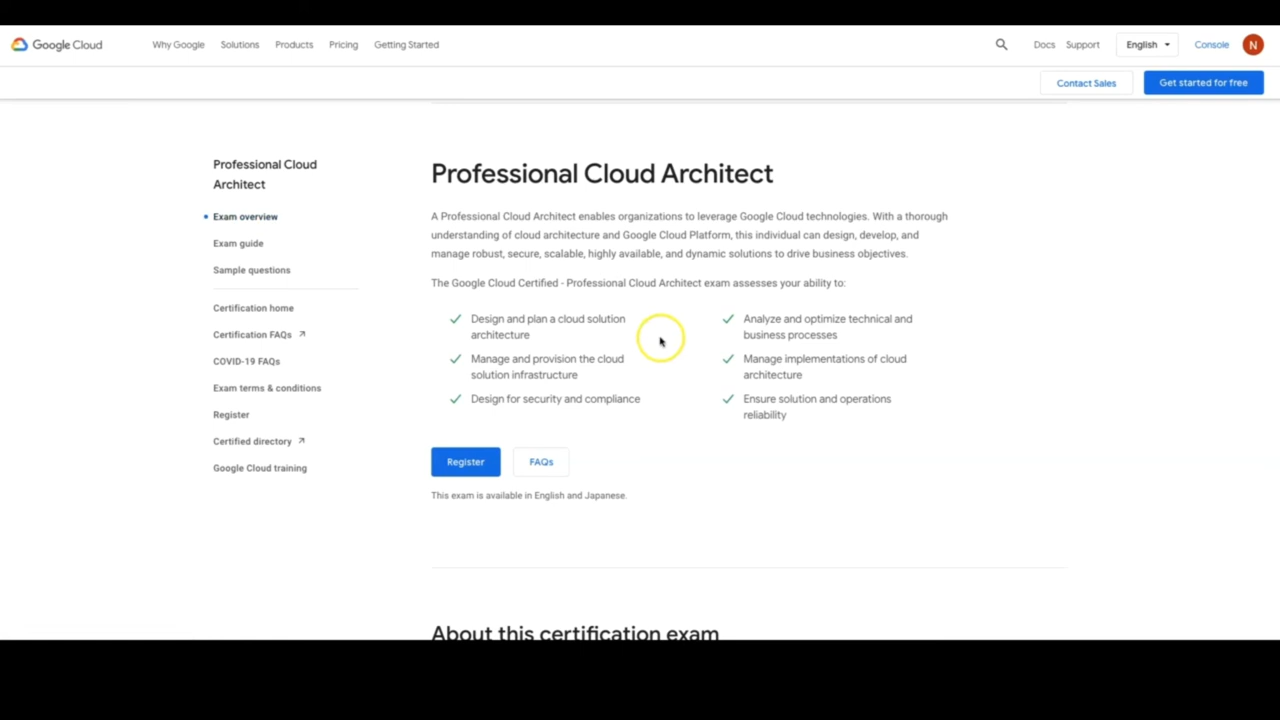 Google Cloud
Why Google
Solutions
Products
Pricing
Getting Started
Docs
Support
English
Console
N
Contact Sales
Get started for free
Professional Cloud
Architect
Exam overview
Exam guide
Sample questions
Certification home
Certification FAQs
COVID-19 FAQs
Exam terms & conditions
Register
Certified directory
Google Cloud training
Professional Cloud Architect
A Professional Cloud Architect enables organizations to leverage Google Cloud technologies. With a thorough
understanding of cloud architecture and Google Cloud Platform, this individual can design, develop, and
manage robust, secure, scalable, highly available, and dynamic solutions to drive business objectives.
The Google Cloud Certified - Professional Cloud Architect exam assesses your ability to:
Design and plan a cloud solution
architecture
Manage and provision the cloud
solution infrastructure
Design for security and compliance
Analyze and optimize technical and
business processes
Manage implementations of cloud
architecture
Ensure solution and operations
reliability
Register
FAQs
This exam is available in English and Japanese.
About this certification exam